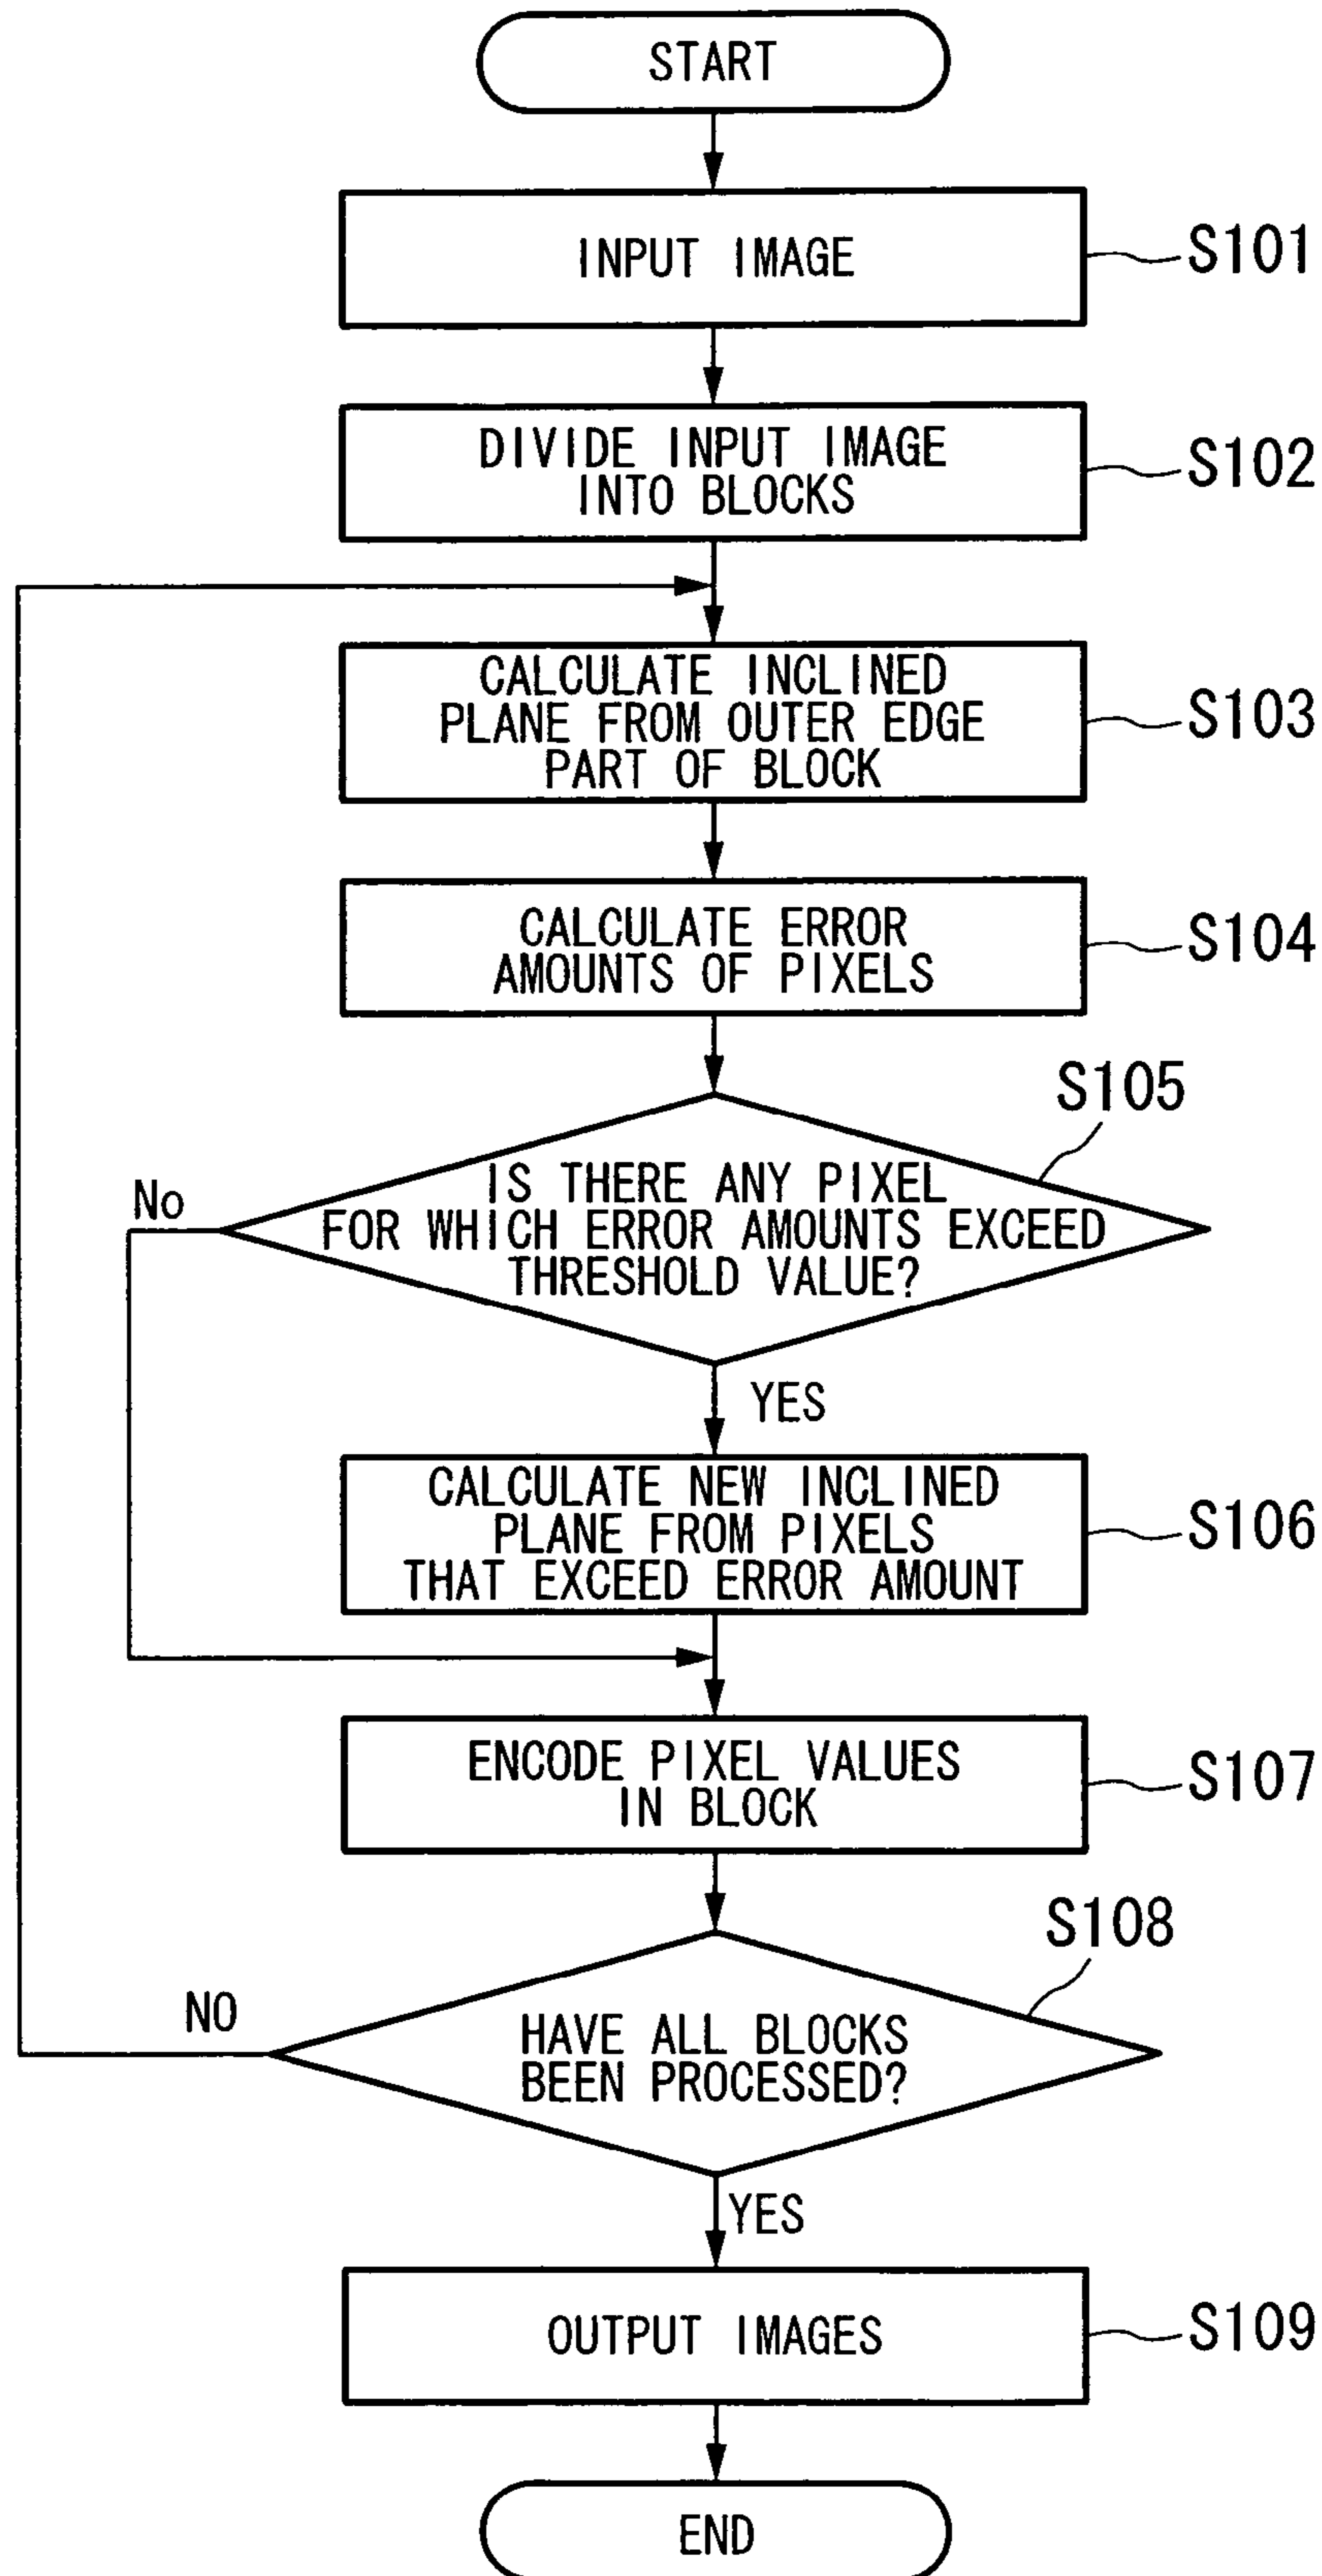 START
INPUT IMAGE
S101
DIVIDE INPUT IMAGE
INTO BLOCKS
S102
CALCULATE INCLINED
PLANE FROM OUTER EDGE
PART OF BLOCK
S103
CALCULATE ERROR
AMOUNTS OF PIXELS
S104
S105
IS THERE ANY PIXEL
FOR WHICH ERROR AMOUNTS EXCEED
THRESHOLD VALUE?
No
YES
CALCULATE NEW INCLINED
PLANE FROM PIXELS
THAT EXCEED ERROR AMOUNT
S106
ENCODE PIXEL VALUES
IN BLOCK
S107
S108
HAVE ALL BLOCKS
BEEN PROCESSED?
NO
YES
OUTPUT IMAGES
S109
END